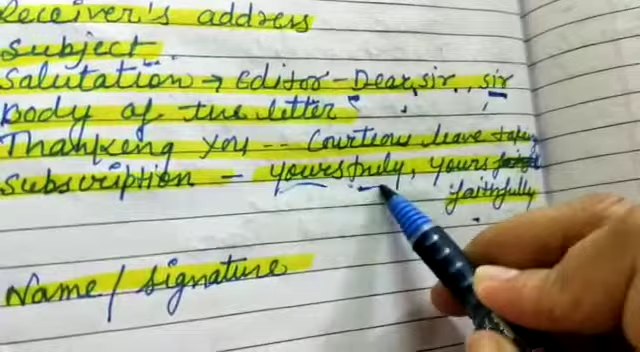 Receiver's address
Subject
Salutation → Editor - Dear sir, sir
Body of the letter
Thanking you -- Courteous leave taking
Subscription - yours truly, yours
faithfully
Name / Signature